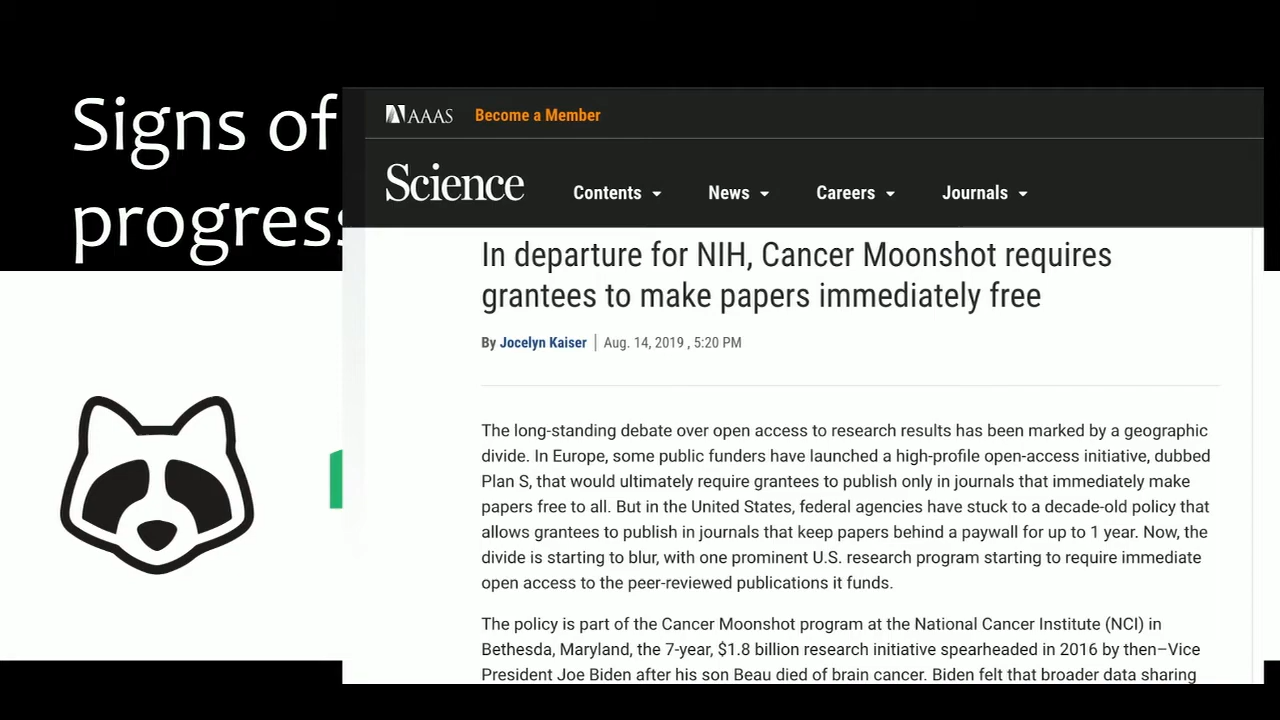 Signs of
progress
AAAS
Become a Member
Science
Contents
News
Careers
Journals
In departure for NIH, Cancer Moonshot requires
grantees to make papers immediately free
By Jocelyn Kaiser | Aug. 14, 2019 , 5:20 PM
The long-standing debate over open access to research results has been marked by a geographic
divide. In Europe, some public funders have launched a high-profile open-access initiative, dubbed
Plan S, that would ultimately require grantees to publish only in journals that immediately make
papers free to all. But in the United States, federal agencies have stuck to a decade-old policy that
allows grantees to publish in journals that keep papers behind a paywall for up to 1 year. Now, the
divide is starting to blur, with one prominent U.S. research program starting to require immediate
open access to the peer-reviewed publications it funds.
The policy is part of the Cancer Moonshot program at the National Cancer Institute (NCI) in
Bethesda, Maryland, the 7-year, $1.8 billion research initiative spearheaded in 2016 by then–Vice
President Joe Biden after his son Beau died of brain cancer. Biden felt that broader data sharing